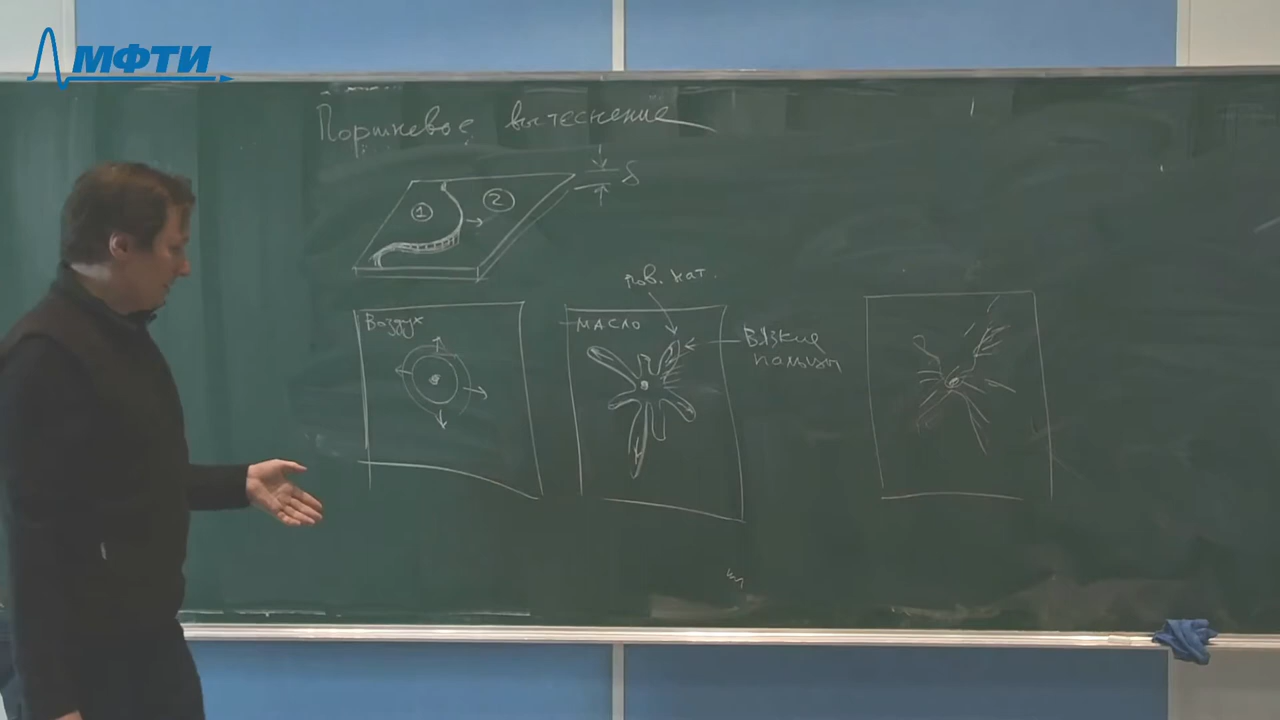 МФТИ
Поршневое вытеснение
δ
1
2
пов. нат.
Воздух
масло
Вязкие
пальцы